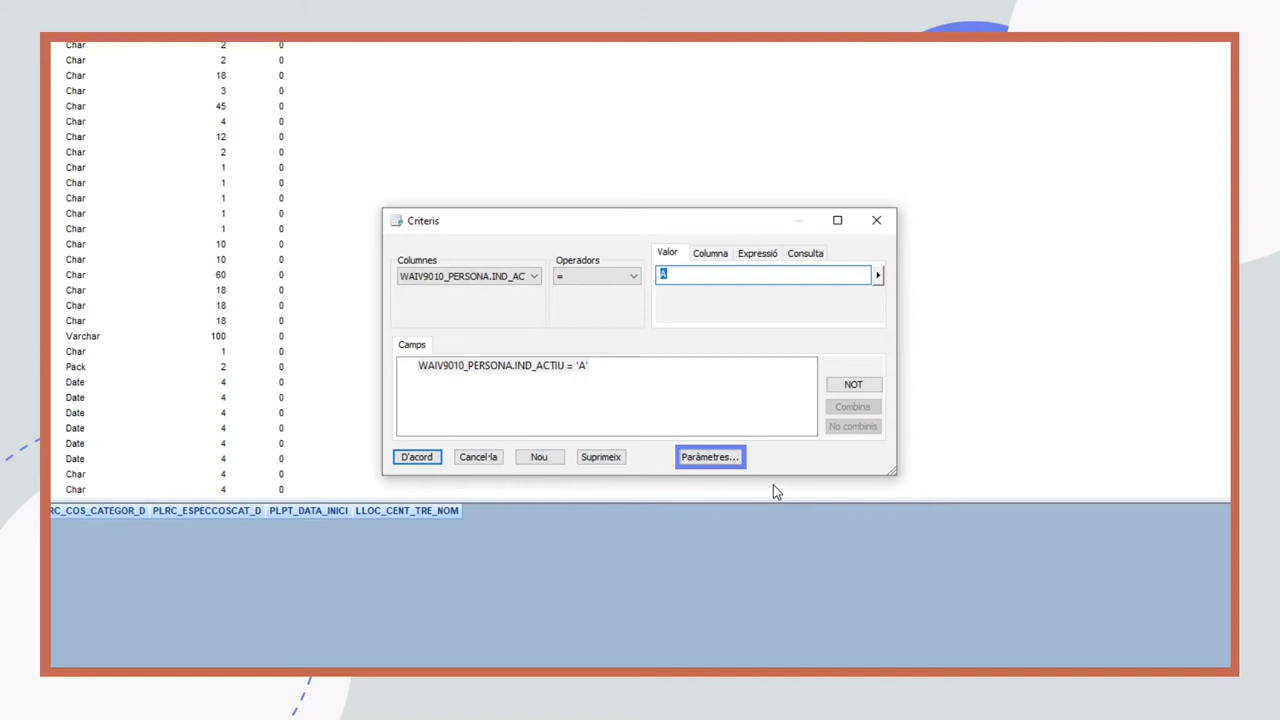 Char 2 0
Char 2 0
Char 18 0
Char 3 0
Char 45 0
Char 4 0
Char 12 0
Char 2 0
Char 1 0
Char 1 0
Char 1 0
Char 1 0
Char 1 0
Char 10 0
Char 10 0
Char 60 0
Char 18 0
Char 18 0
Char 18 0
Varchar 100 0
Char 1 0
Pack 2 0
Date 4 0
Date 4 0
Date 4 0
Date 4 0
Date 4 0
Date 4 0
Char 4 0
Char 4 0
Criteris
Columnes
WAIV9010_PERSONA.IND_AC
Operadors
=
Valor Columna Expressió Consulta
A
Camps
WAIV9010_PERSONA.IND_ACTIU = 'A'
NOT
Combina
No combinis
D'acord Cancel·la Nou Suprimeix Paràmetres...
RC_COS_CATEGOR_D PLRC_ESPECCOSCAT_D PLPT_DATA_INICI LLOC_CENT_TRE_NOM